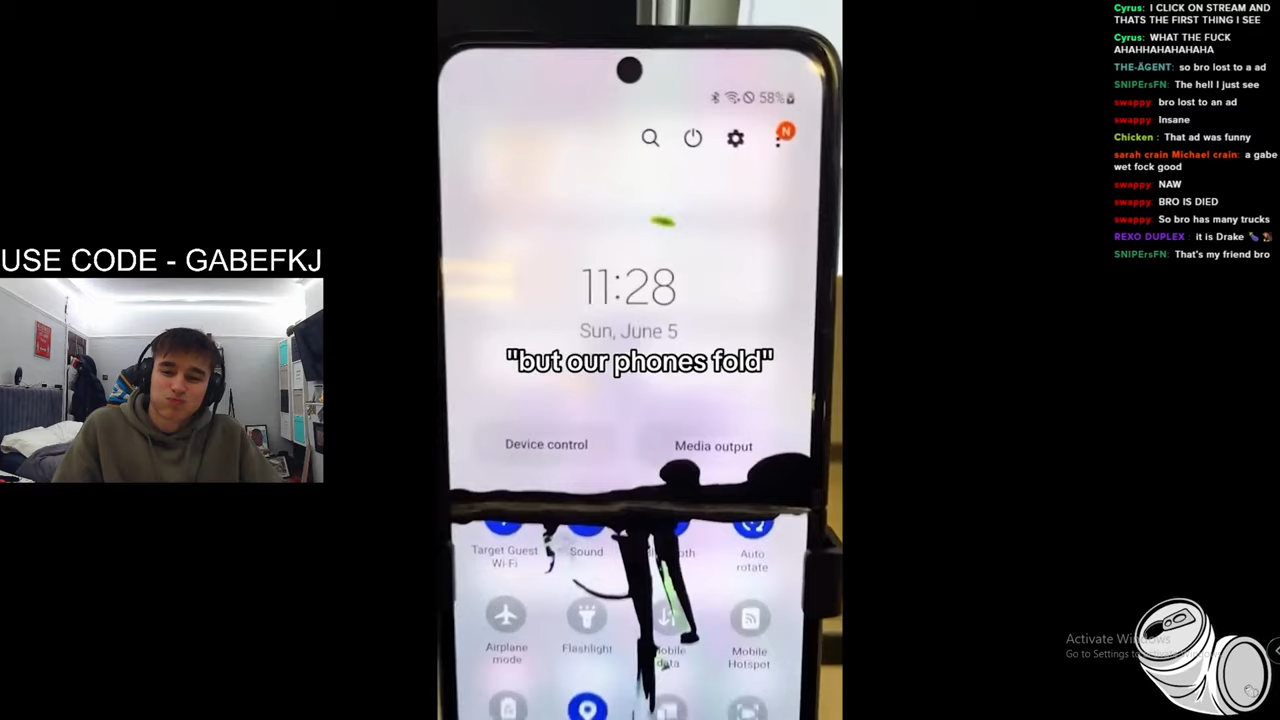 USE CODE - GABEFKJ
58%
N
11:28
Sun, June 5
"but our phones fold"
Device control
Media output
Target Guest
Wi-Fi
Sound
Auto
rotate
Airplane
mode
Flashlight
Mobile
data
Mobile
Hotspot
Cyrus: I CLICK ON STREAM AND
THATS THE FIRST THING I SEE
Cyrus: WHAT THE FUCK
AHAHHAHAHAHAHA
THE-ÂGENT: so bro lost to a ad
SNIPErsFN: The hell I just see
swappy: bro lost to an ad
swappy: Insane
Chicken : That ad was funny
sarah crain Michael crain: a gabe
wet fock good
swappy: NAW
swappy: BRO IS DIED
swappy: So bro has many trucks
REXO DUPLEX : it is Drake 🍆 💩
SNIPErsFN: That's my friend bro
Activate Windows
Go to Settings to